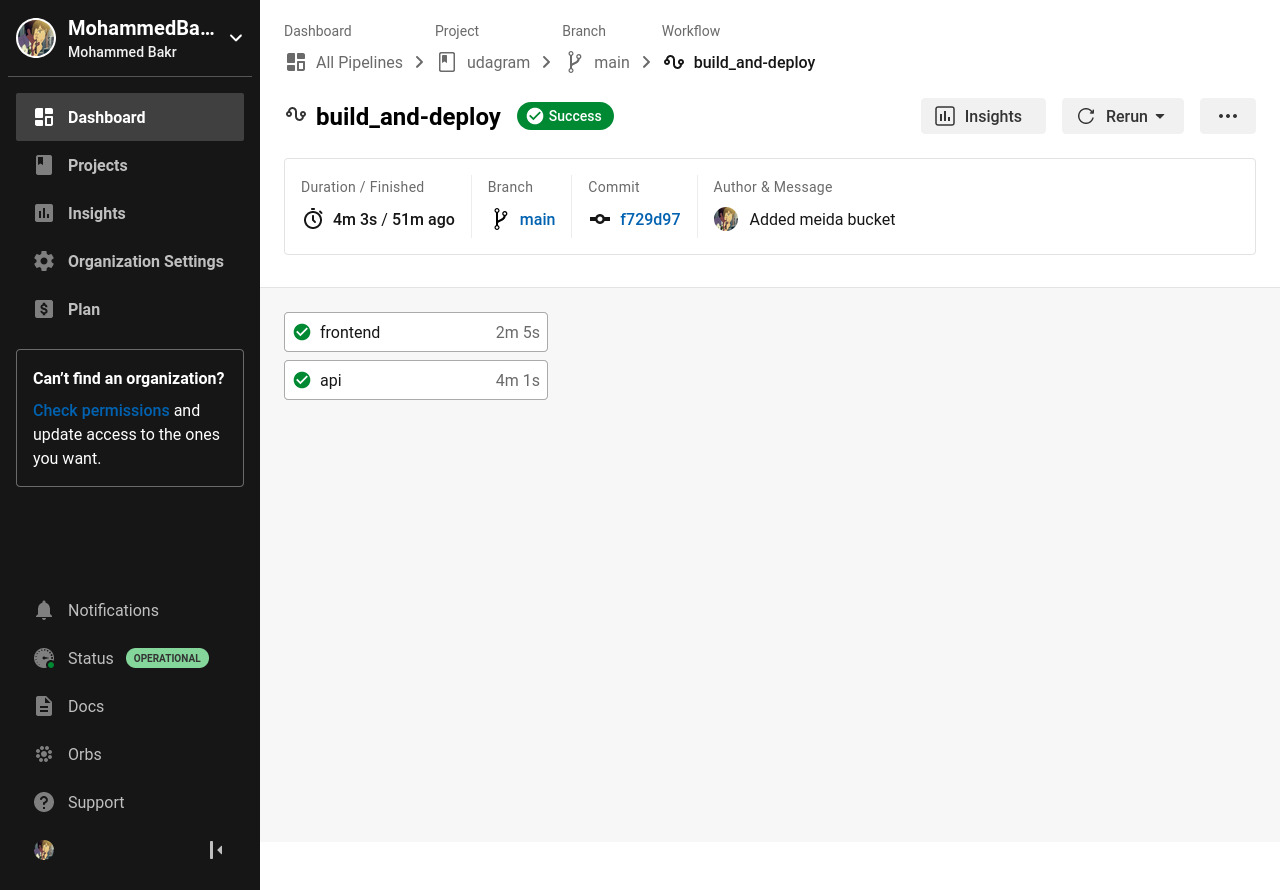 MohammedBa...
Mohammed Bakr
Dashboard
Projects
Insights
Organization Settings
Plan
Can't find an organization?
Check permissions and
update access to the ones
you want.
Notifications
Status OPERATIONAL
Docs
Orbs
Support
Dashboard Project Branch Workflow
All Pipelines udagram main build_and-deploy
build_and-deploy Success Insights Rerun
Duration / Finished Branch Commit Author & Message
4m 3s / 51m ago main f729d97 Added meida bucket
frontend 2m 5s
api 4m 1s